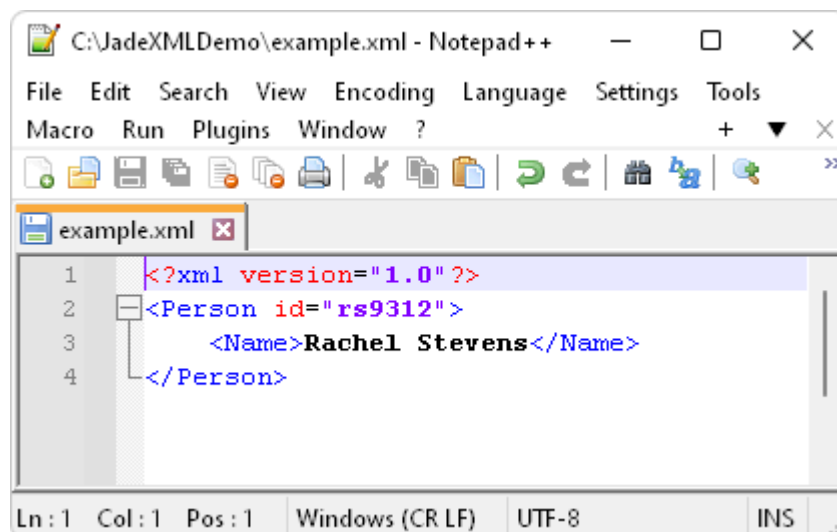 C:\JadeXMLDemo\example.xml - Notepad++
File Edit Search View Encoding Language Settings Tools
Macro Run Plugins Window ? +
example.xml
1 <?xml version="1.0"?>
2 <Person id="rs9312">
3 <Name>Rachel Stevens</Name>
4 </Person>
Ln : 1 Col : 1 Pos : 1 Windows (CR LF) UTF-8 INS